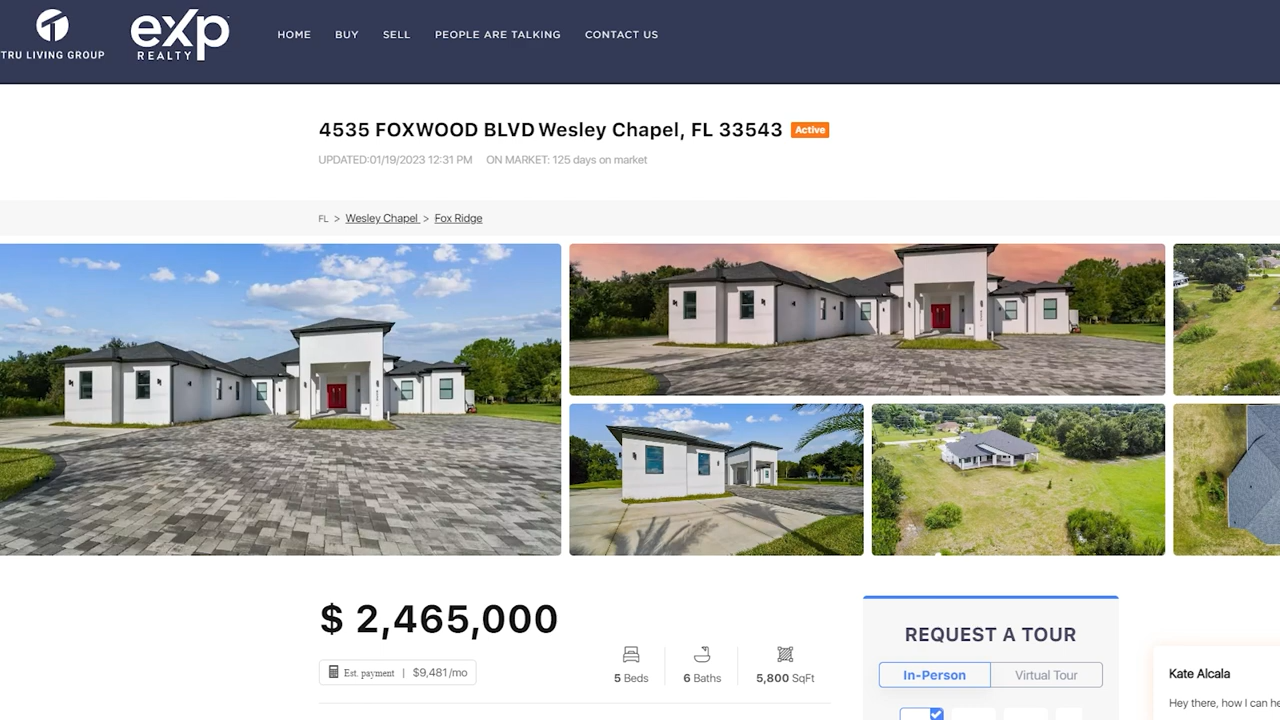 TRU LIVING GROUP
eXp
REALTY
HOME BUY SELL PEOPLE ARE TALKING CONTACT US
4535 FOXWOOD BLVD Wesley Chapel, FL 33543 Active
UPDATED:01/19/2023 12:31 PM ON MARKET: 125 days on market
FL > Wesley Chapel > Fox Ridge
$ 2,465,000
Est. payment | $9,481/mo
5 Beds 6 Baths 5,800 SqFt
REQUEST A TOUR
In-Person Virtual Tour
Kate Alcala
Hey there, how I can he